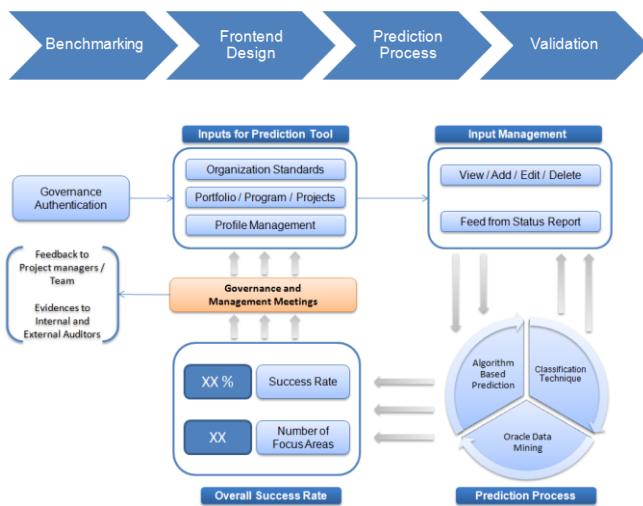 Benchmarking
Frontend
Design
Prediction
Process
Validation
Inputs for Prediction Tool
Input Management
Organization Standards
Portfolio / Program / Projects
Profile Management
View / Add / Edit / Delete
Feed from Status Report
Governance
Authentication
Feedback to
Project managers /
Team
Evidences to
Internal and
External Auditors
Governance and
Management Meetings
XX %
Success Rate
XX
Number of
Focus Areas
Algorithm
Based
Prediction
Classification
Technique
Oracle Data
Mining
Overall Success Rate
Prediction Process